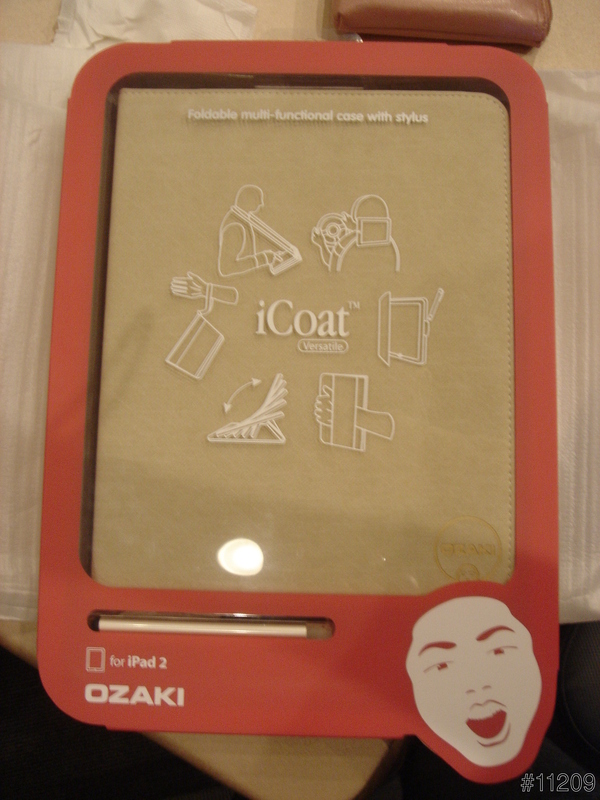 Foldable multi-functional case with stylus
iCoat™
Versatile
for iPad 2
OZAKI
#11209